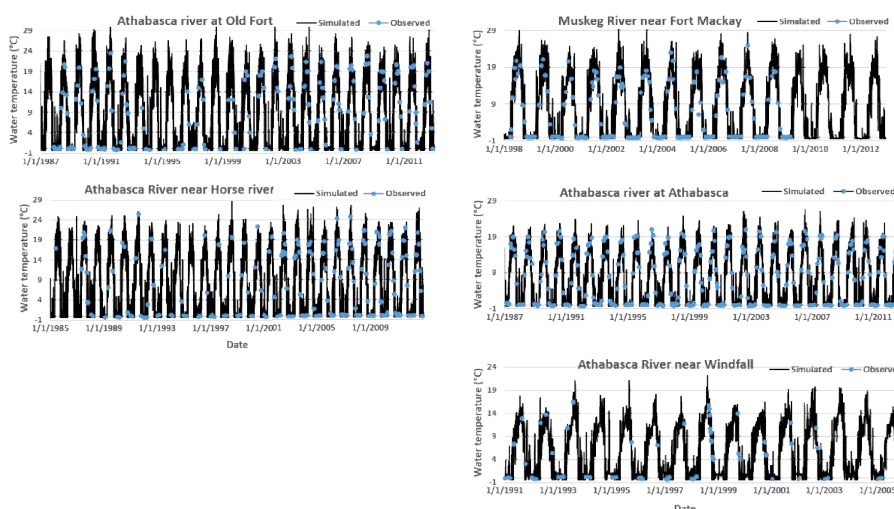 Athabasca river at Old Fort
Simulated
Observed
Water temperature (°C)
29
24
19
14
9
4
-1
1/1/1987
1/1/1991
1/1/1995
1/1/1999
1/1/2003
1/1/2007
1/1/2011
Muskeg River near Fort Mackay
Simulated
Observed
Water temperature (°C)
29
19
9
-1
1/1/1998
1/1/2000
1/1/2002
1/1/2004
1/1/2006
1/1/2008
1/1/2010
1/1/2012
Athabasca River near Horse river
Simulated
Observed
Water temperature (°C)
29
24
19
14
9
4
-1
1/1/1985
1/1/1989
1/1/1993
1/1/1997
1/1/2001
1/1/2005
1/1/2009
Date
Athabasca river at Athabasca
Simulated
Observed
Water temperature (°C)
29
19
9
-1
1/1/1987
1/1/1991
1/1/1995
1/1/1999
1/1/2003
1/1/2007
1/1/2011
Athabasca River near Windfall
Simulated
Observed
Water temperature (°C)
24
19
14
9
4
-1
1/1/1991
1/1/1993
1/1/1995
1/1/1997
1/1/1999
1/1/2001
1/1/2003
1/1/2005
Date